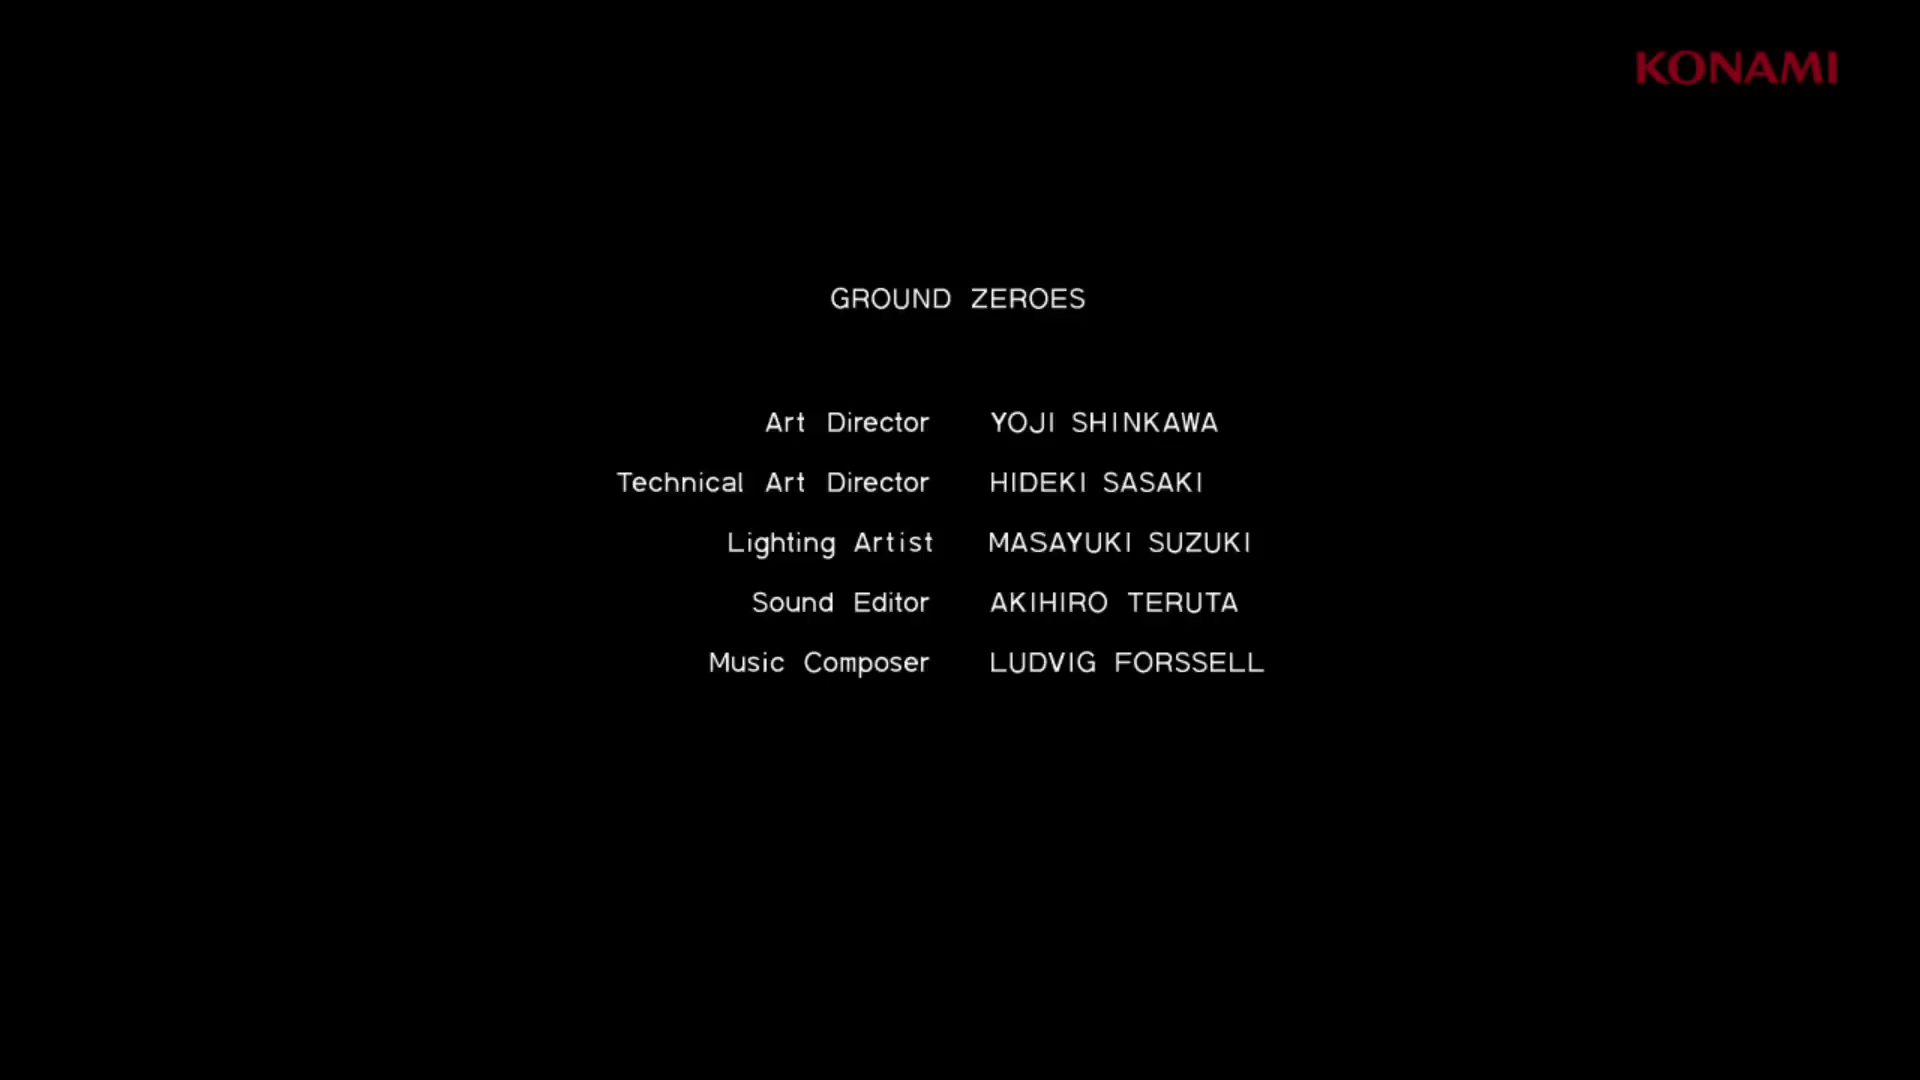 KONAMI
GROUND ZEROES
Art Director YOJI SHINKAWA
Technical Art Director HIDEKI SASAKI
Lighting Artist MASAYUKI SUZUKI
Sound Editor AKIHIRO TERUTA
Music Composer LUDVIG FORSSELL